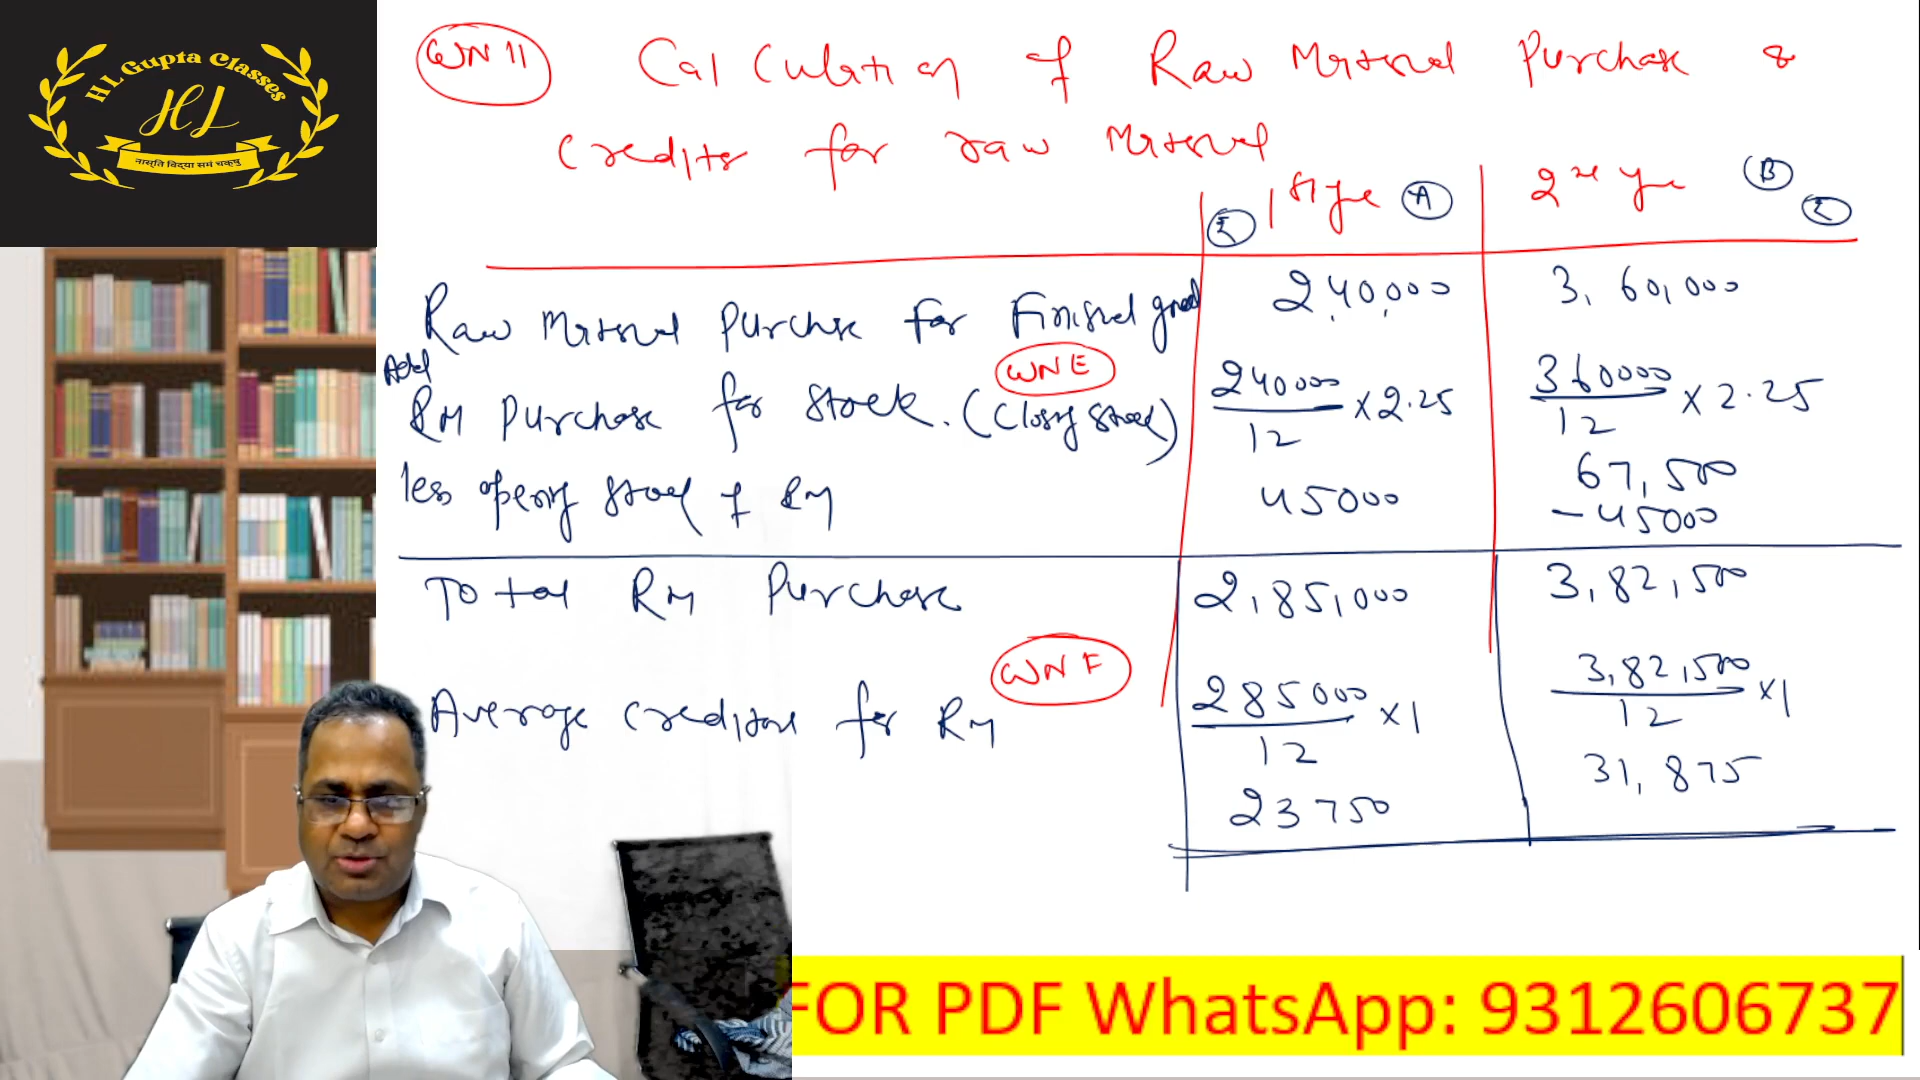 HL Gupta Classes
HL
नास्ति विद्या समं चक्षु
WN 11 Calculation of Raw Material Purchase &
Creditor for raw Material
₹ 1st year A 2nd year B ₹
Raw Material Purchase for Finished good 2,40,000 3,60,000
Add RM Purchase for Stock. (Closing Stock) WN E 240000/12 × 2.25 360000/12 × 2.25
67,500
less opening stock of RM 45000 – 45000
Total RM Purchase 2,85,000 3,82,500
Average creditors for RM WN F 285000/12 × 1 3,82,500/12 × 1
23750 31,875
FOR PDF WhatsApp: 9312606737